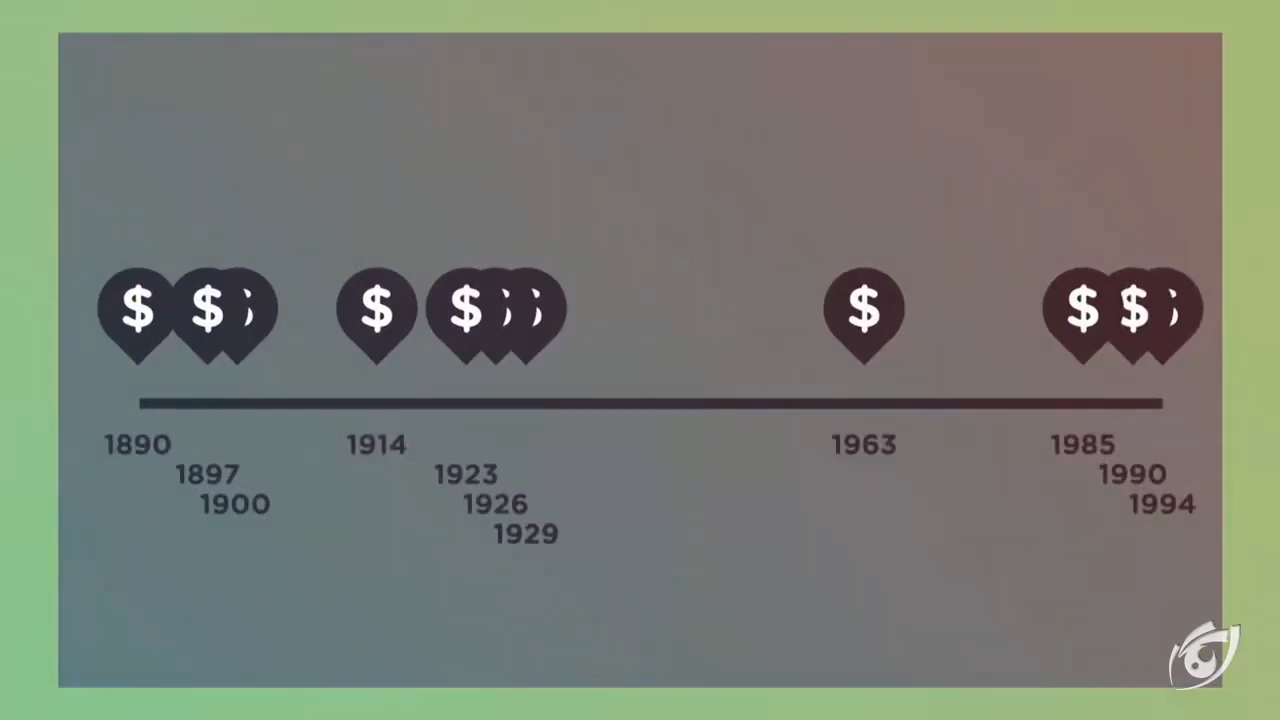 $ $ $ $ $
1890 1914 1963 1985
1897 1923 1990
1900 1926 1994
1929